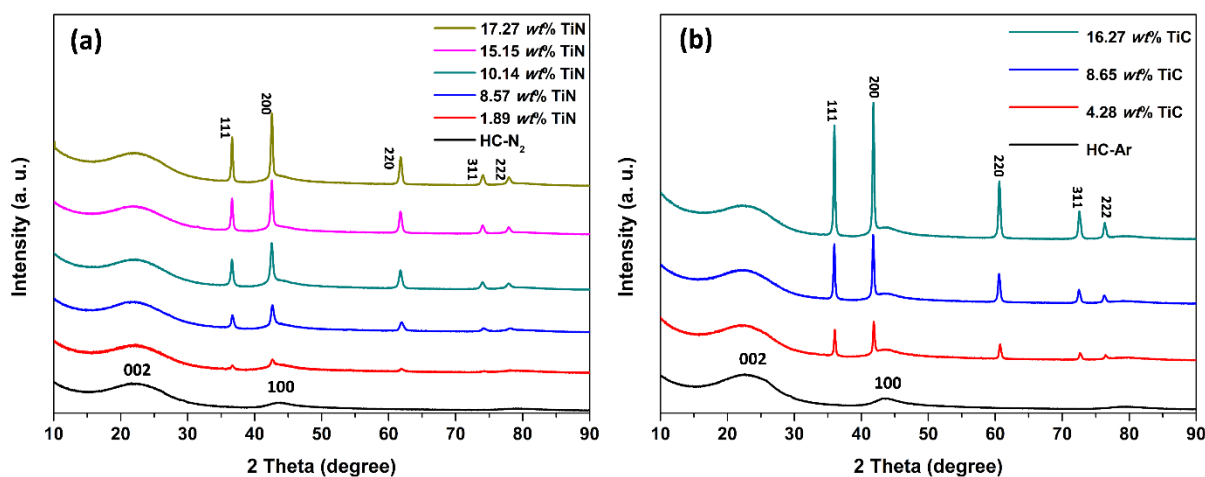 (a)
17.27 wt% TiN
15.15 wt% TiN
10.14 wt% TiN
8.57 wt% TiN
1.89 wt% TiN
HC-N₂
111
200
220
311
222
002
100
Intensity (a. u.)
10 20 30 40 50 60 70 80 90
2 Theta (degree)
(b)
16.27 wt% TiC
8.65 wt% TiC
4.28 wt% TiC
HC-Ar
111
200
220
311
222
002
100
Intensity (a. u.)
10 20 30 40 50 60 70 80 90
2 Theta (degree)